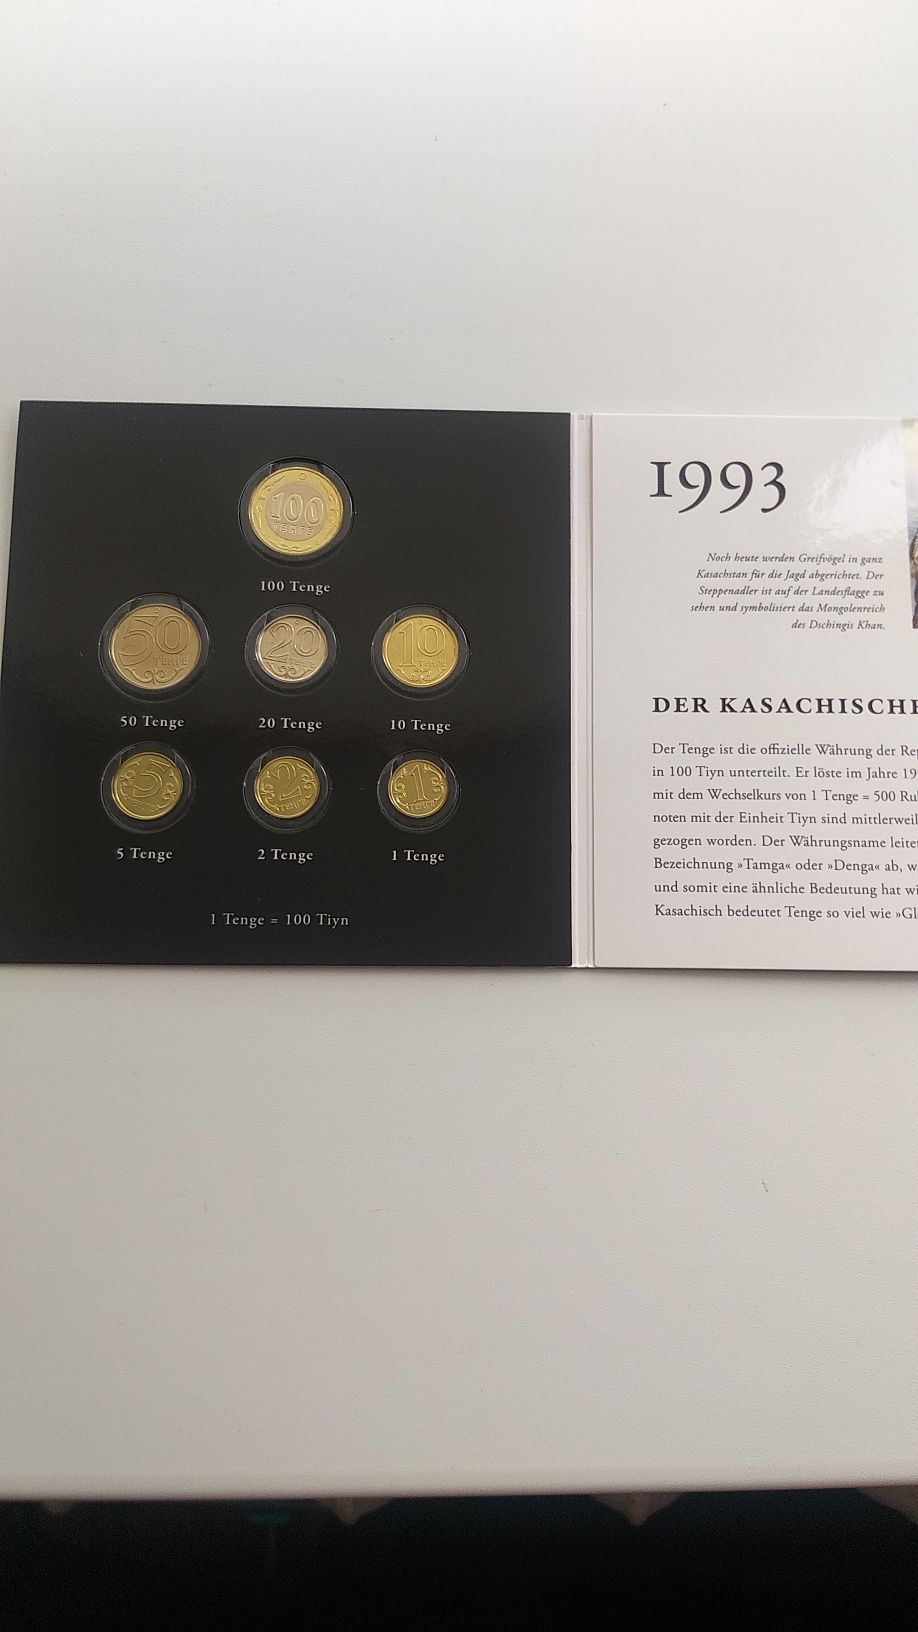 100
ТЕҢГЕ
100 Tenge
50
ТЕҢГЕ
20
ТЕҢГЕ
10
ТЕҢГЕ
50 Tenge
20 Tenge
10 Tenge
5
ТЕҢГЕ
2
ТЕҢГЕ
1
ТЕҢГЕ
5 Tenge
2 Tenge
1 Tenge
1 Tenge = 100 Tiyn
1993
Noch heute werden Greifvögel in ganz
Kasachstan für die Jagd abgerichtet. Der
Steppenadler ist auf der Landesflagge zu
sehen und symbolisiert das Mongolenreich
des Dschingis Khan.
DER KASACHISCHE
Der Tenge ist die offizielle Währung der Re
in 100 Tiyn unterteilt. Er löste im Jahre 19
mit dem Wechselkurs von 1 Tenge = 500 Ru
noten mit der Einheit Tiyn sind mittlerweil
gezogen worden. Der Währungsname leite
Bezeichnung »Tamga« oder »Denga« ab, w
und somit eine ähnliche Bedeutung hat wi
Kasachisch bedeutet Tenge so viel wie »Gl